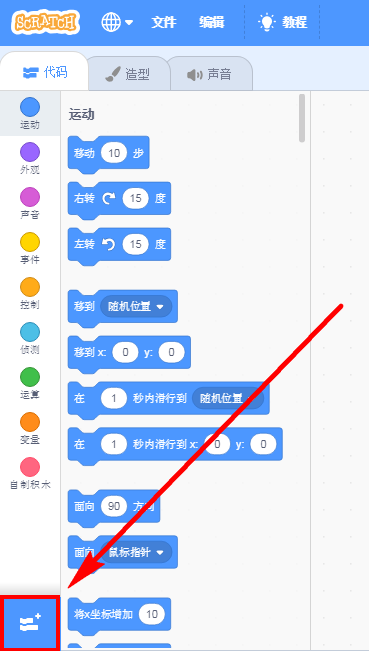 SCRATCH 文件 编辑 教程
代码 造型 声音
运动
外观
声音
事件
控制
侦测
运算
变量
自制积木
运动
移动 10 步
右转 15 度
左转 15 度
移到 随机位置
移到 x: 0 y: 0
在 1 秒内滑行到 随机位置
在 1 秒内滑行到 x: 0 y: 0
面向 90 方向
面向 鼠标指针
将x坐标增加 10